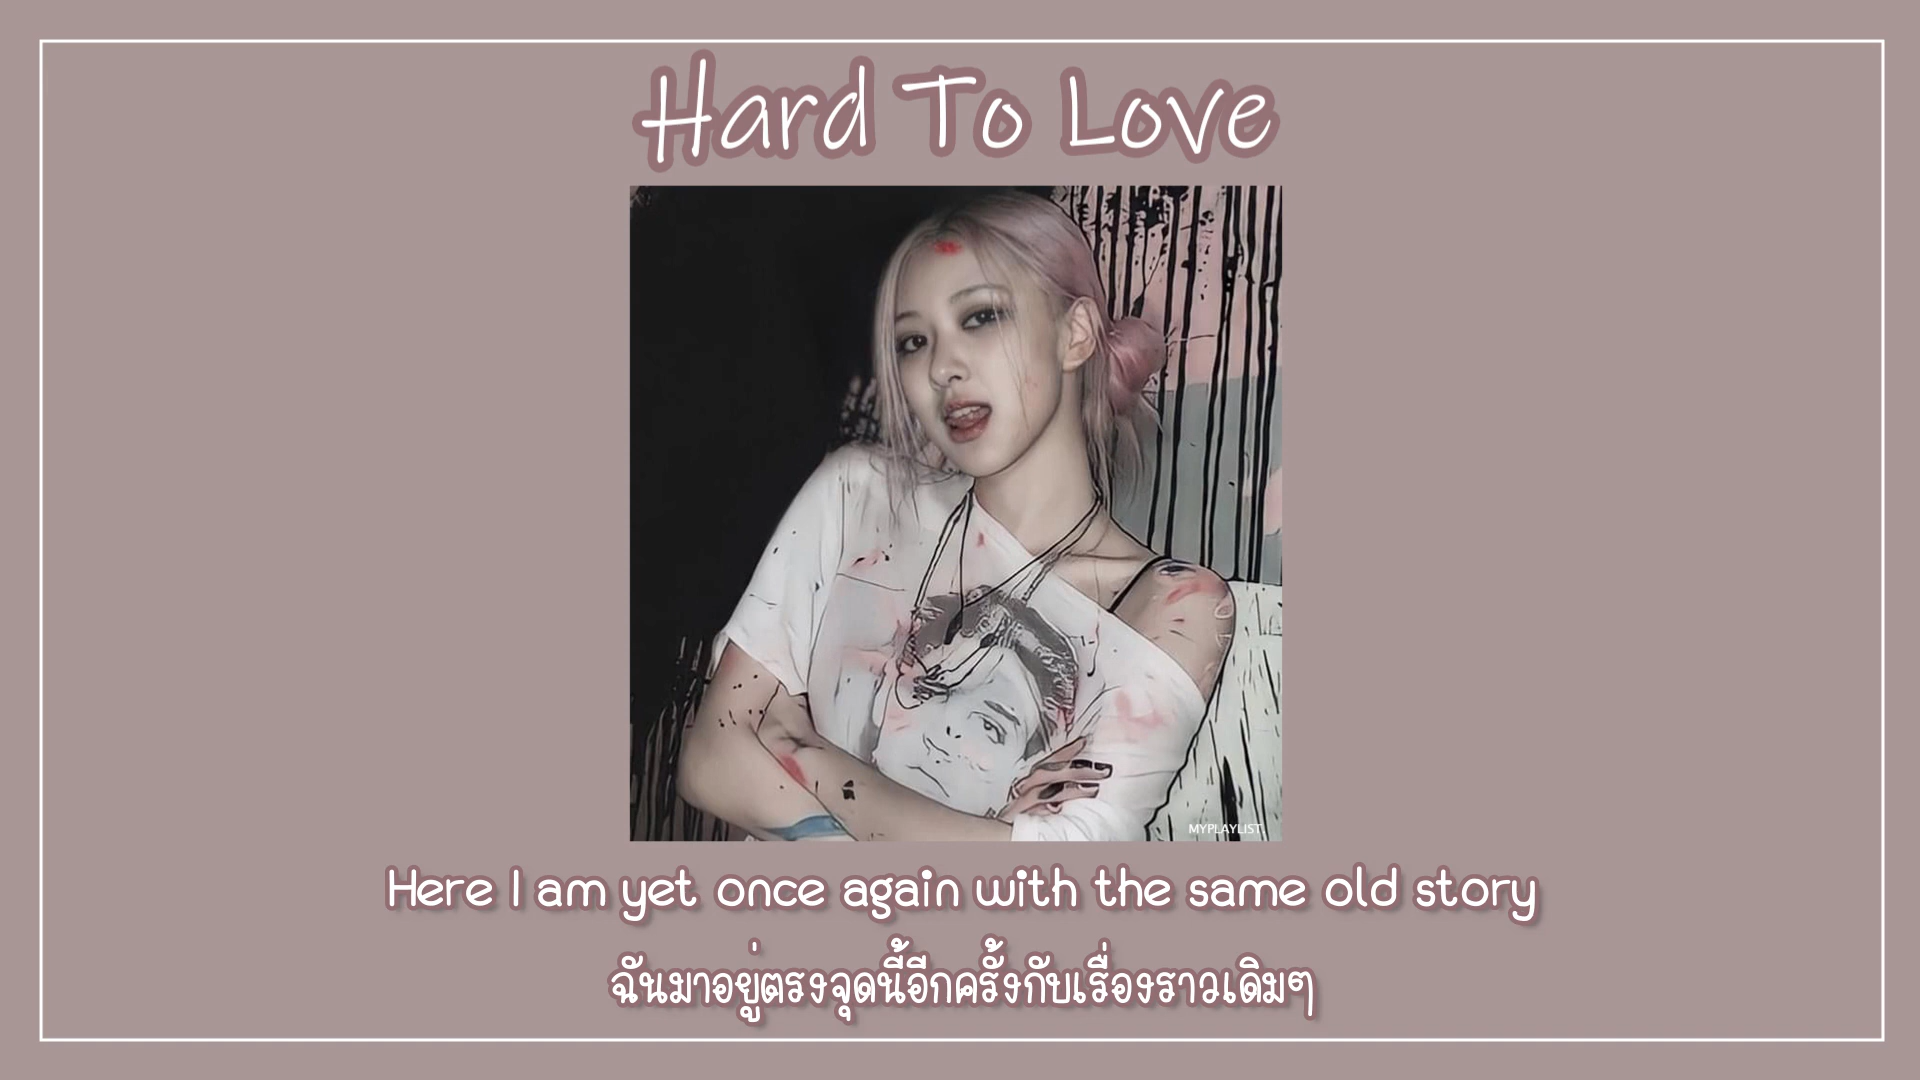 Hard To Love
MYPLAYLIST.
Here I am yet once again with the same old story
ฉันมาอยู่ตรงจุดนี้อีกครั้งกับเรื่องราวเดิมๆ